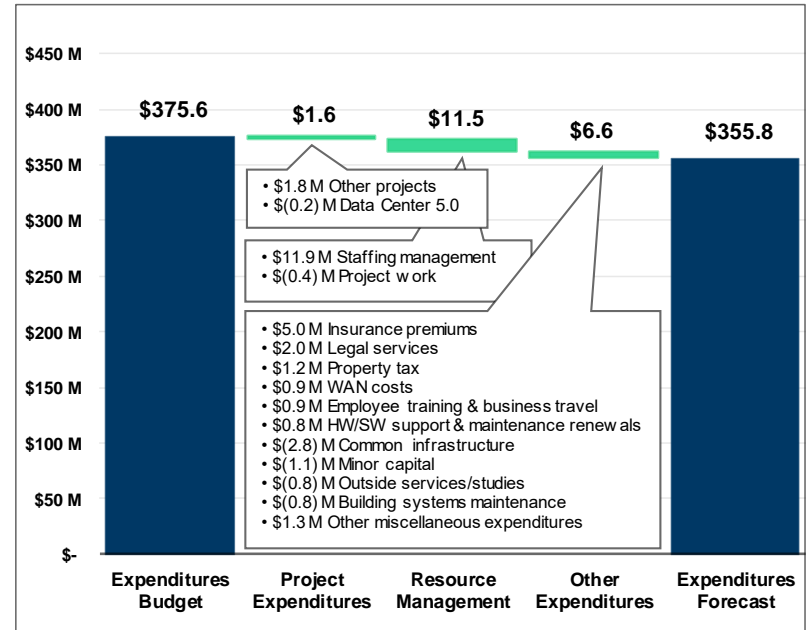 $450 M
$400 M
$350 M
$300 M
$250 M
$200 M
$150 M
$100 M
$50 M
$-
$375.6
$1.6
$11.5
$6.6
$355.8
• $1.8 M Other projects
• $(0.2) M Data Center 5.0
• $11.9 M Staffing management
• $(0.4) M Project work
• $5.0 M Insurance premiums
• $2.0 M Legal services
• $1.2 M Property tax
• $0.9 M WAN costs
• $0.9 M Employee training & business travel
• $0.8 M HW/SW support & maintenance renewals
• $(2.8) M Common infrastructure
• $(1.1) M Minor capital
• $(0.8) M Outside services/studies
• $(0.8) M Building systems maintenance
• $1.3 M Other miscellaneous expenditures
Expenditures
Budget
Project
Expenditures
Resource
Management
Other
Expenditures
Expenditures
Forecast